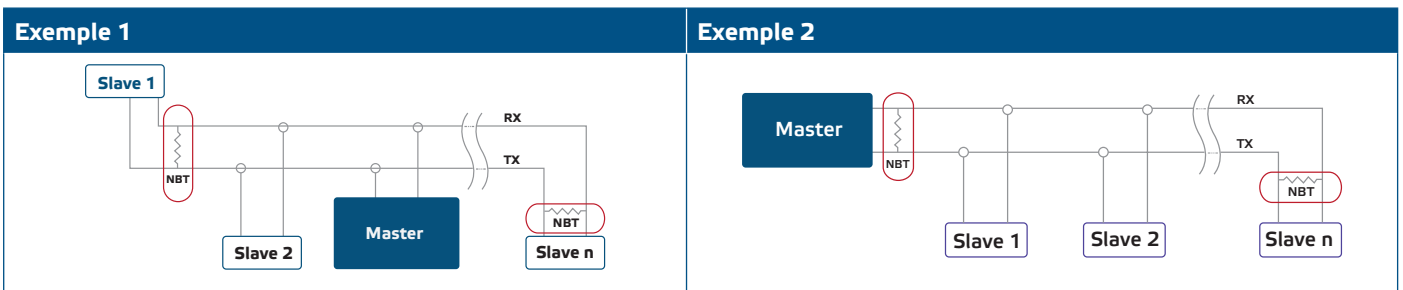 Exemple 1
Slave 1
RX
TX
NBT
NBT
Slave 2
Master
Slave n
Exemple 2
Master
RX
TX
NBT
NBT
Slave 1
Slave 2
Slave n